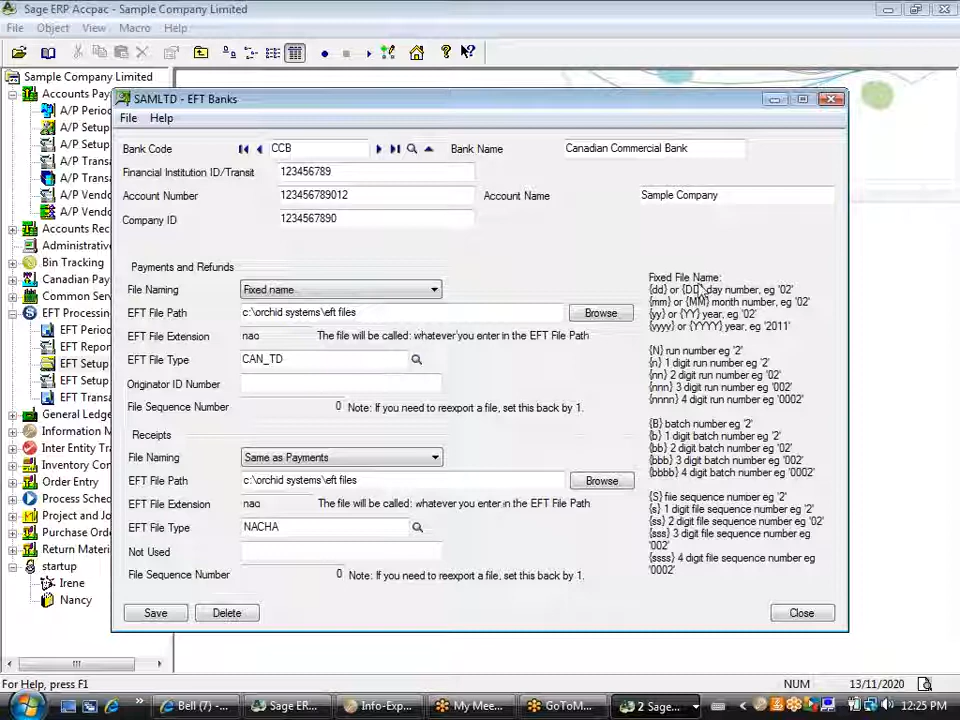 Sage ERP Accpac - Sample Company Limited
File Object View Macro Help
Sample Company Limited
Accounts Pay
A/P Period
A/P Setup
A/P Setup
A/P Trans
A/P Trans
A/P Vendo
A/P Vendo
Accounts Rec
Administrative
Bin Tracking
Canadian Pay
Common Serv
EFT Processing
EFT Period
EFT Report
EFT Setup
EFT Setup
EFT Trans
General Ledge
Information M
Inter Entity Tra
Inventory Con
Order Entry
Process Sched
Project and Jo
Purchase Orde
Return Materi
startup
Irene
Nancy
SAMLTD - EFT Banks
File Help
Bank Code CCB Bank Name Canadian Commercial Bank
Financial Institution ID/Transit 123456789
Account Number 123456789012 Account Name Sample Company
Company ID 1234567890
Payments and Refunds
File Naming Fixed name
EFT File Path c:\orchid systems\eft files Browse
EFT File Extension nao The file will be called: whatever you enter in the EFT File Path
EFT File Type CAN_TD
Originator ID Number
File Sequence Number 0 Note: If you need to reexport a file, set this back by 1.
Receipts
File Naming Same as Payments
EFT File Path c:\orchid systems\eft files Browse
EFT File Extension nao The file will be called: whatever you enter in the EFT File Path
EFT File Type NACHA
Not Used
File Sequence Number 0 Note: If you need to reexport a file, set this back by 1.
Fixed File Name:
{dd} or {DD} day number, eg '02'
{mm} or {MM} month number, eg '02'
{yy} or {YY} year, eg '02'
{yyyy} or {YYYY} year, eg '2011'
{N} run number eg '2'
{n} 1 digit run number eg '2'
{nn} 2 digit run number eg '02'
{nnn} 3 digit run number eg '002'
{nnnn} 4 digit run number eg '0002'
{B} batch number eg '2'
{b} 1 digit batch number eg '2'
{bb} 2 digit batch number eg '02'
{bbb} 3 digit batch number eg '002'
{bbbb} 4 digit batch number eg '0002'
{S} file sequence number eg '2'
{s} 1 digit file sequence number eg '2'
{ss} 2 digit file sequence number eg '02'
{sss} 3 digit file sequence number eg
'002'
{ssss} 4 digit file sequence number eg
'0002'
Save Delete Close
For Help, press F1 NUM 13/11/2020
Bell (7) -... Sage ER... Info-Exp... My Mee... GoToM... 2 Sage... 12:25 PM